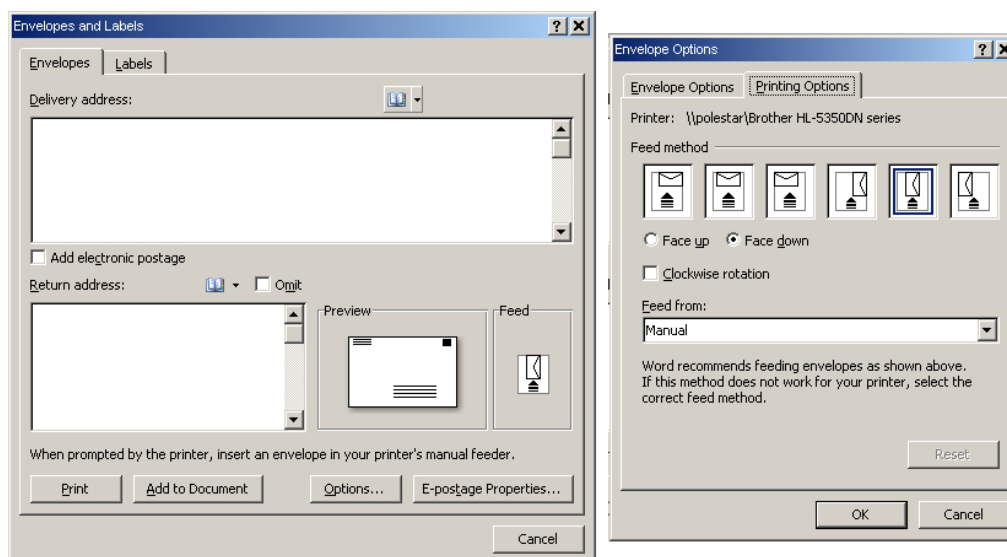 Envelopes and Labels
Envelopes Labels
Delivery address:
Add electronic postage
Return address: Omit
Preview Feed
When prompted by the printer, insert an envelope in your printer's manual feeder.
Print Add to Document Options... E-postage Properties...
Cancel
Envelope Options
Envelope Options Printing Options
Printer: \\polestar\Brother HL-5350DN series
Feed method
Face up Face down
Clockwise rotation
Feed from:
Manual
Word recommends feeding envelopes as shown above.
If this method does not work for your printer, select the
correct feed method.
Reset
OK Cancel